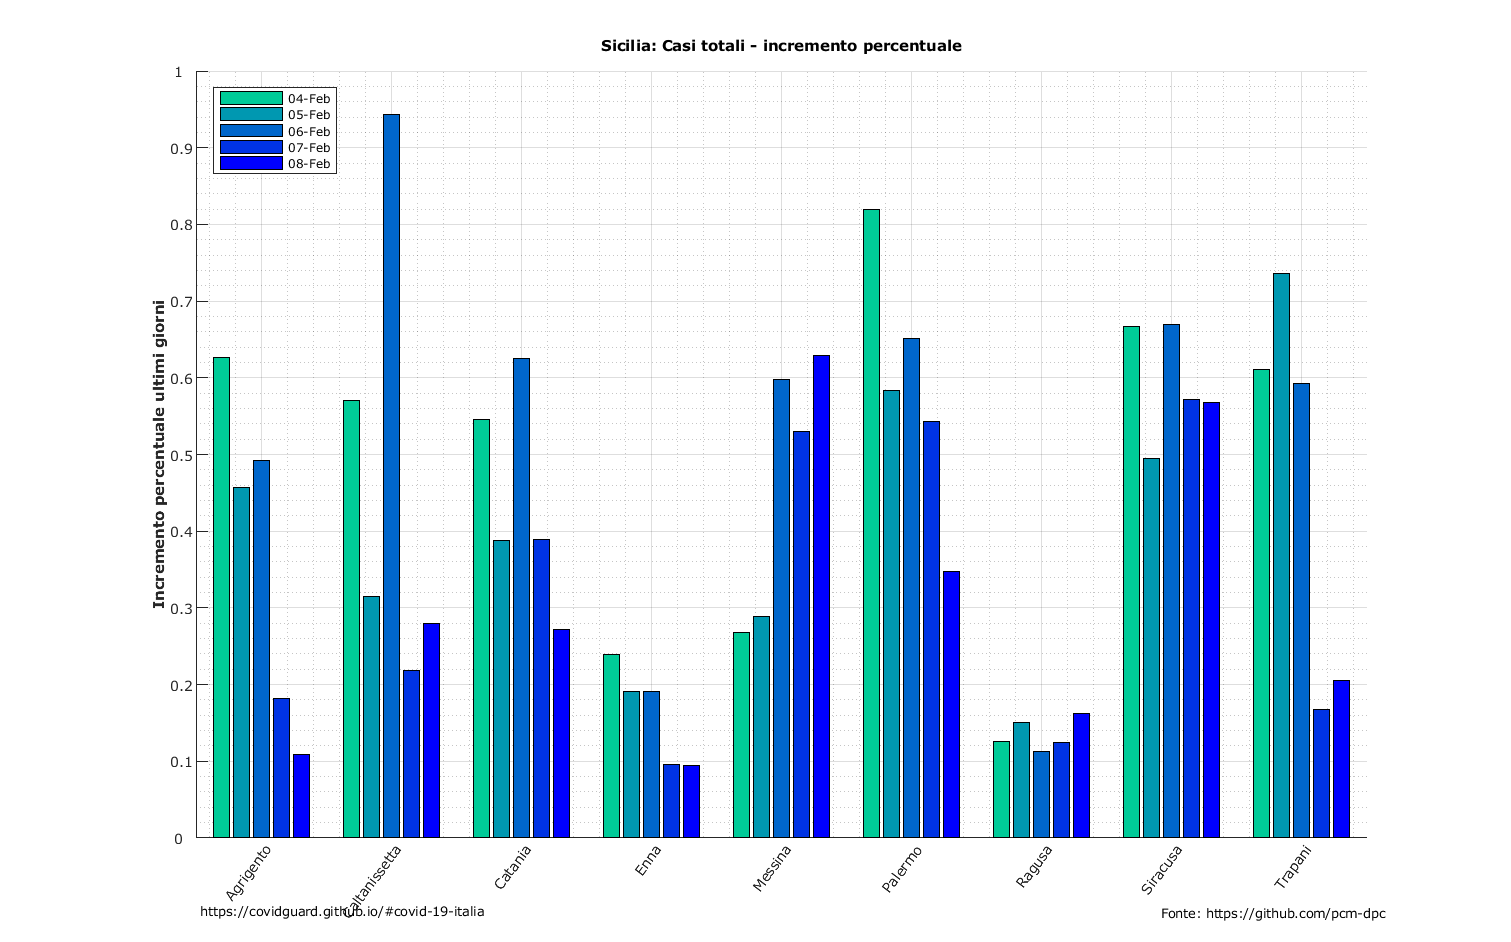 Sicilia: Casi totali - incremento percentuale
1
0.9
0.8
0.7
0.6
0.5
0.4
0.3
0.2
0.1
0
Incremento percentuale ultimi giorni
04-Feb
05-Feb
06-Feb
07-Feb
08-Feb
Agrigento
Caltanissetta
Catania
Enna
Messina
Palermo
Ragusa
Siracusa
Trapani
https://covidguard.github.io/#covid-19-italia
Fonte: https://github.com/pcm-dpc